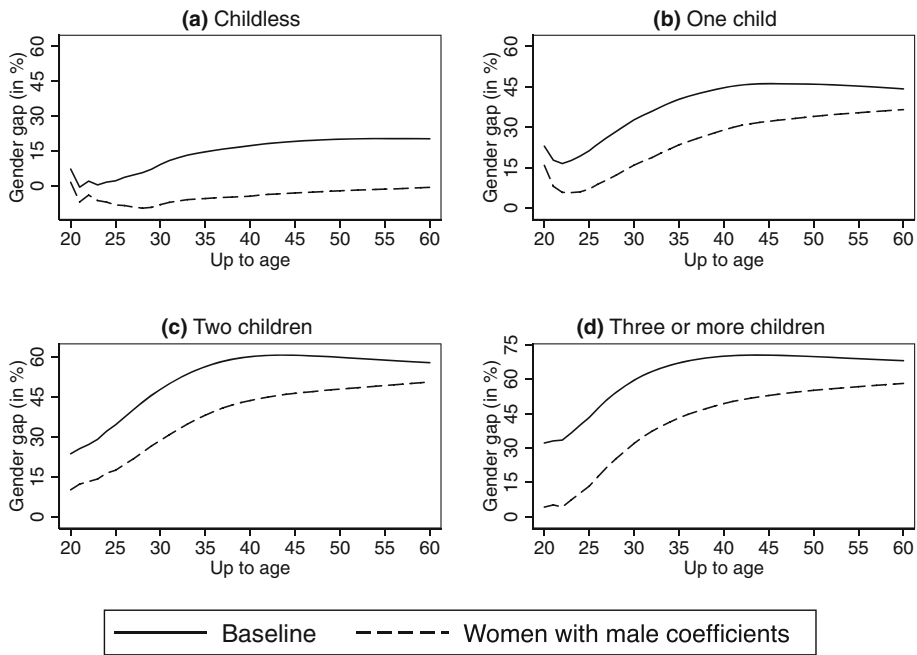 (a) Childless
Gender gap (in %)
60
45
30
15
0
20 25 30 35 40 45 50 55 60
Up to age
(b) One child
Gender gap (in %)
60
45
30
15
0
20 25 30 35 40 45 50 55 60
Up to age
(c) Two children
Gender gap (in %)
60
45
30
15
0
20 25 30 35 40 45 50 55 60
Up to age
(d) Three or more children
Gender gap (in %)
75
60
45
30
15
0
20 25 30 35 40 45 50 55 60
Up to age
Baseline
Women with male coefficients